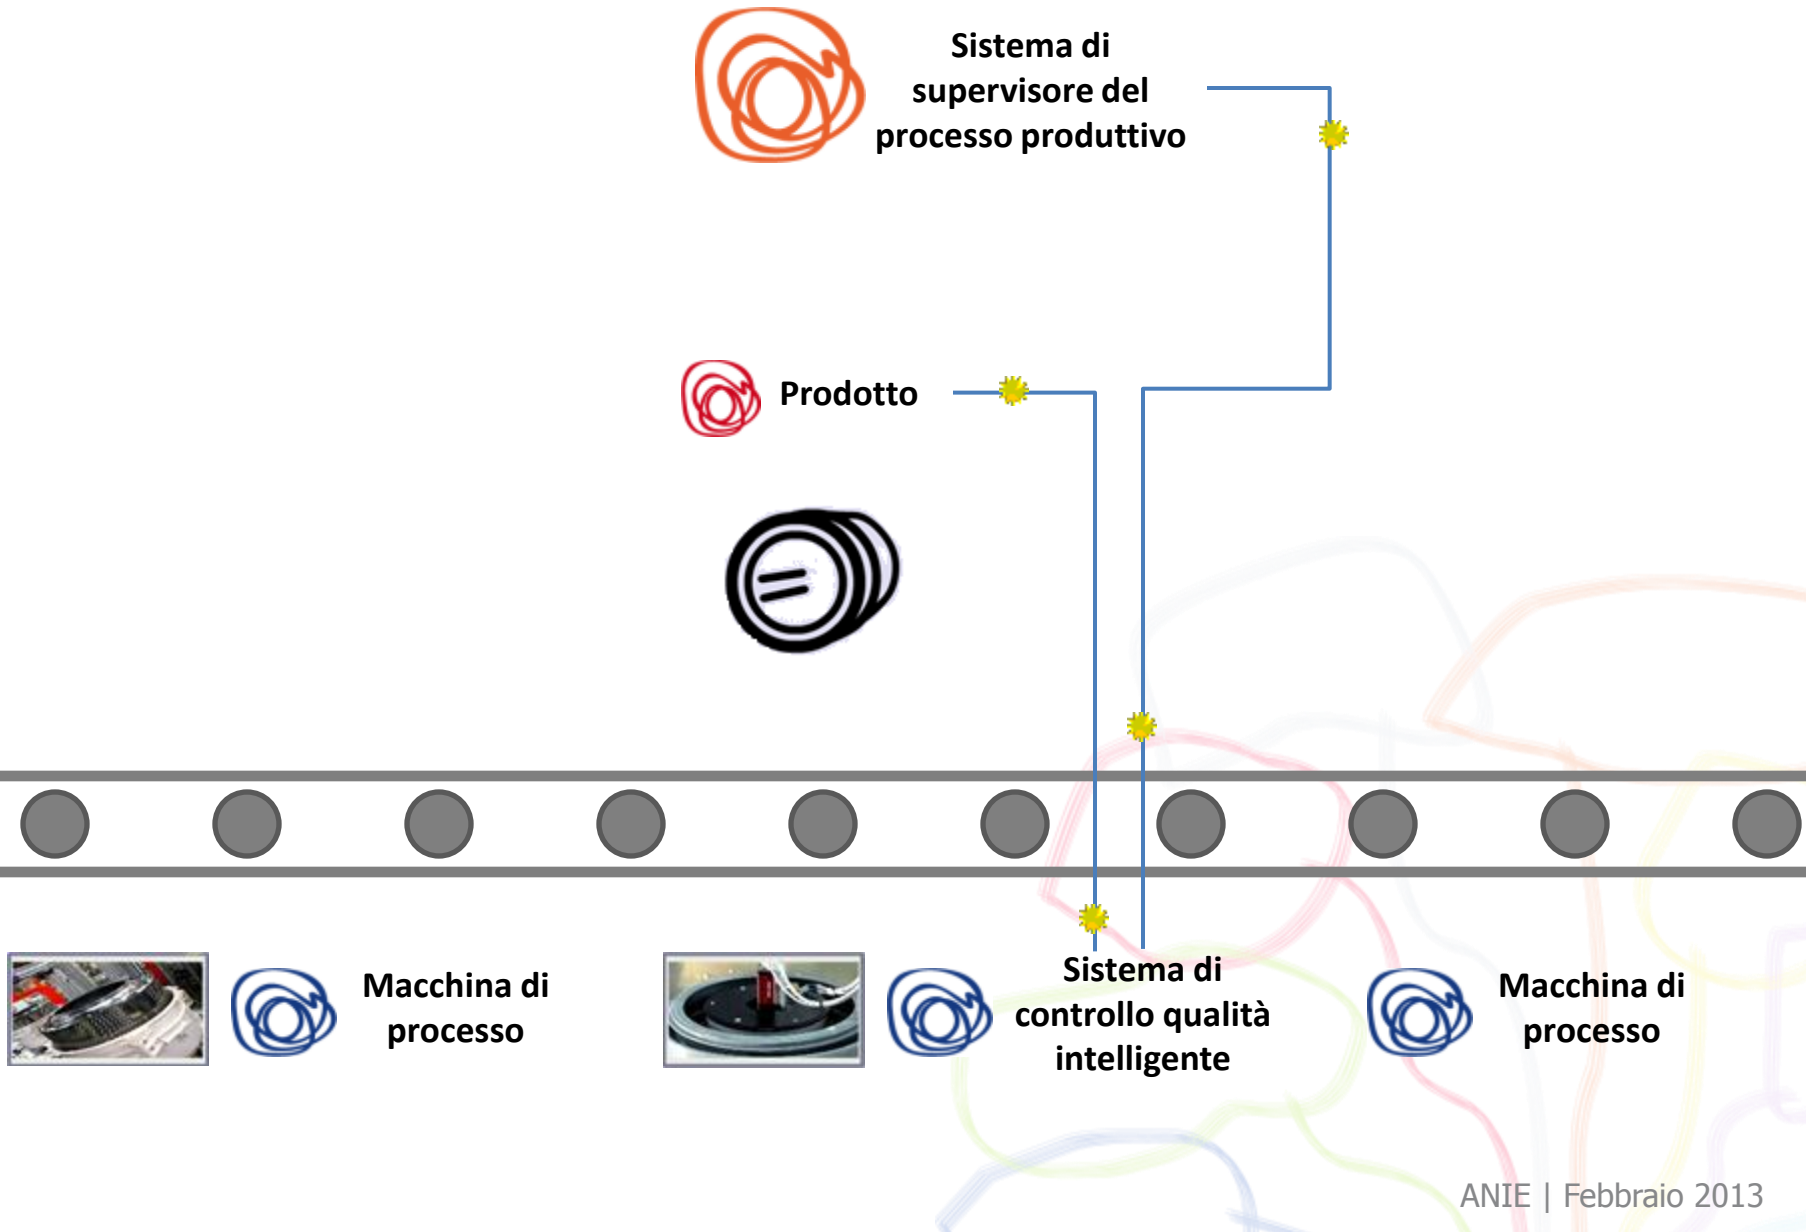 Sistema di
supervisore del
processo produttivo
Prodotto
Macchina di
processo
Sistema di
controllo qualità
intelligente
Macchina di
processo
ANIE | Febbraio 2013